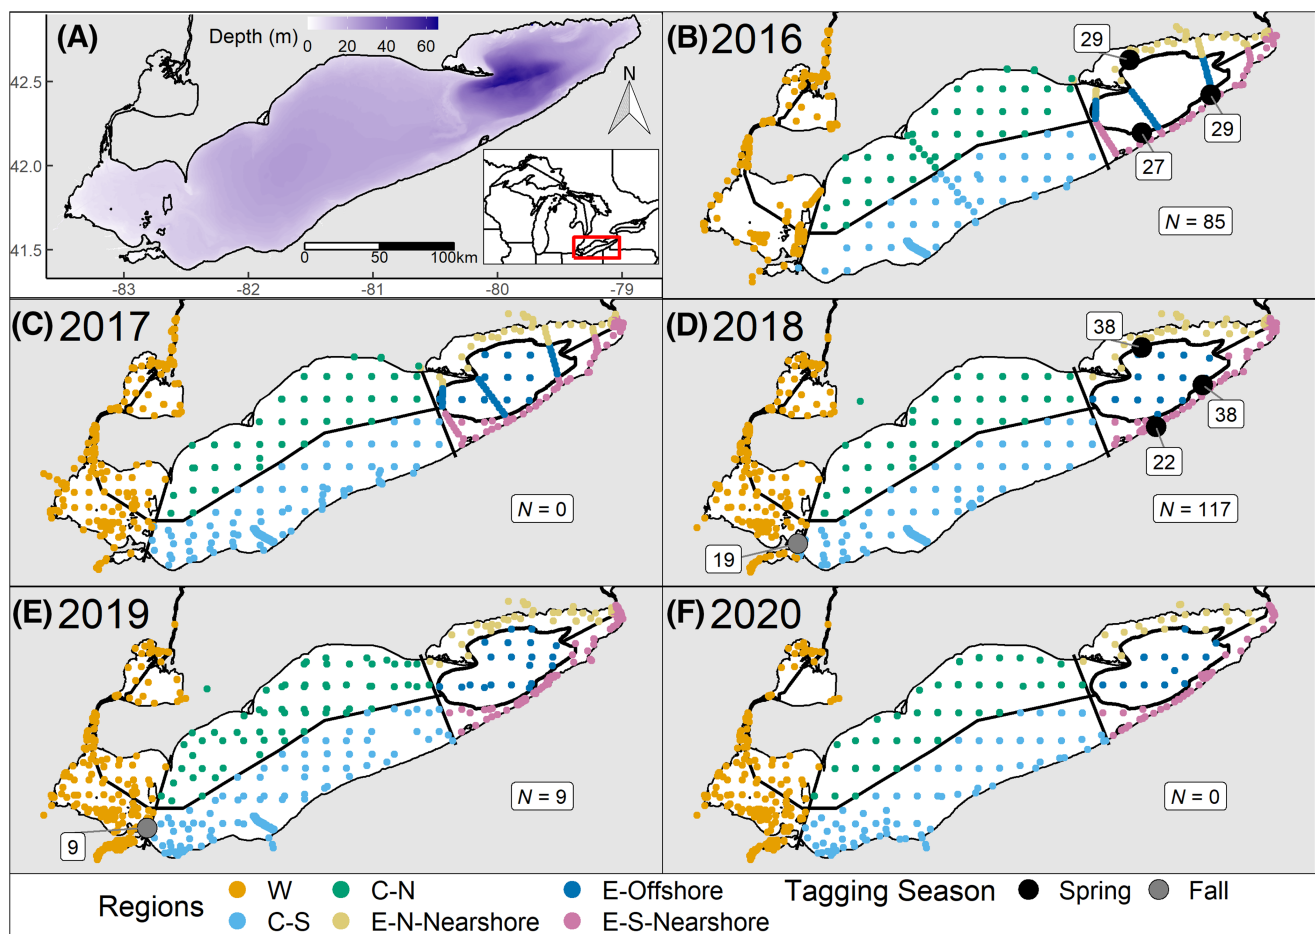 (A)
Depth (m)
0 20 40 60
42.5
42.0
41.5
N
0 50 100km
-83 -82 -81 -80 -79
(B) 2016
29
29
27
N = 85
(C) 2017
N = 0
(D) 2018
38
38
22
19
N = 117
(E) 2019
9
N = 9
(F) 2020
N = 0
Regions
W
C-N
E-Offshore
C-S
E-N-Nearshore
E-S-Nearshore
Tagging Season
Spring
Fall